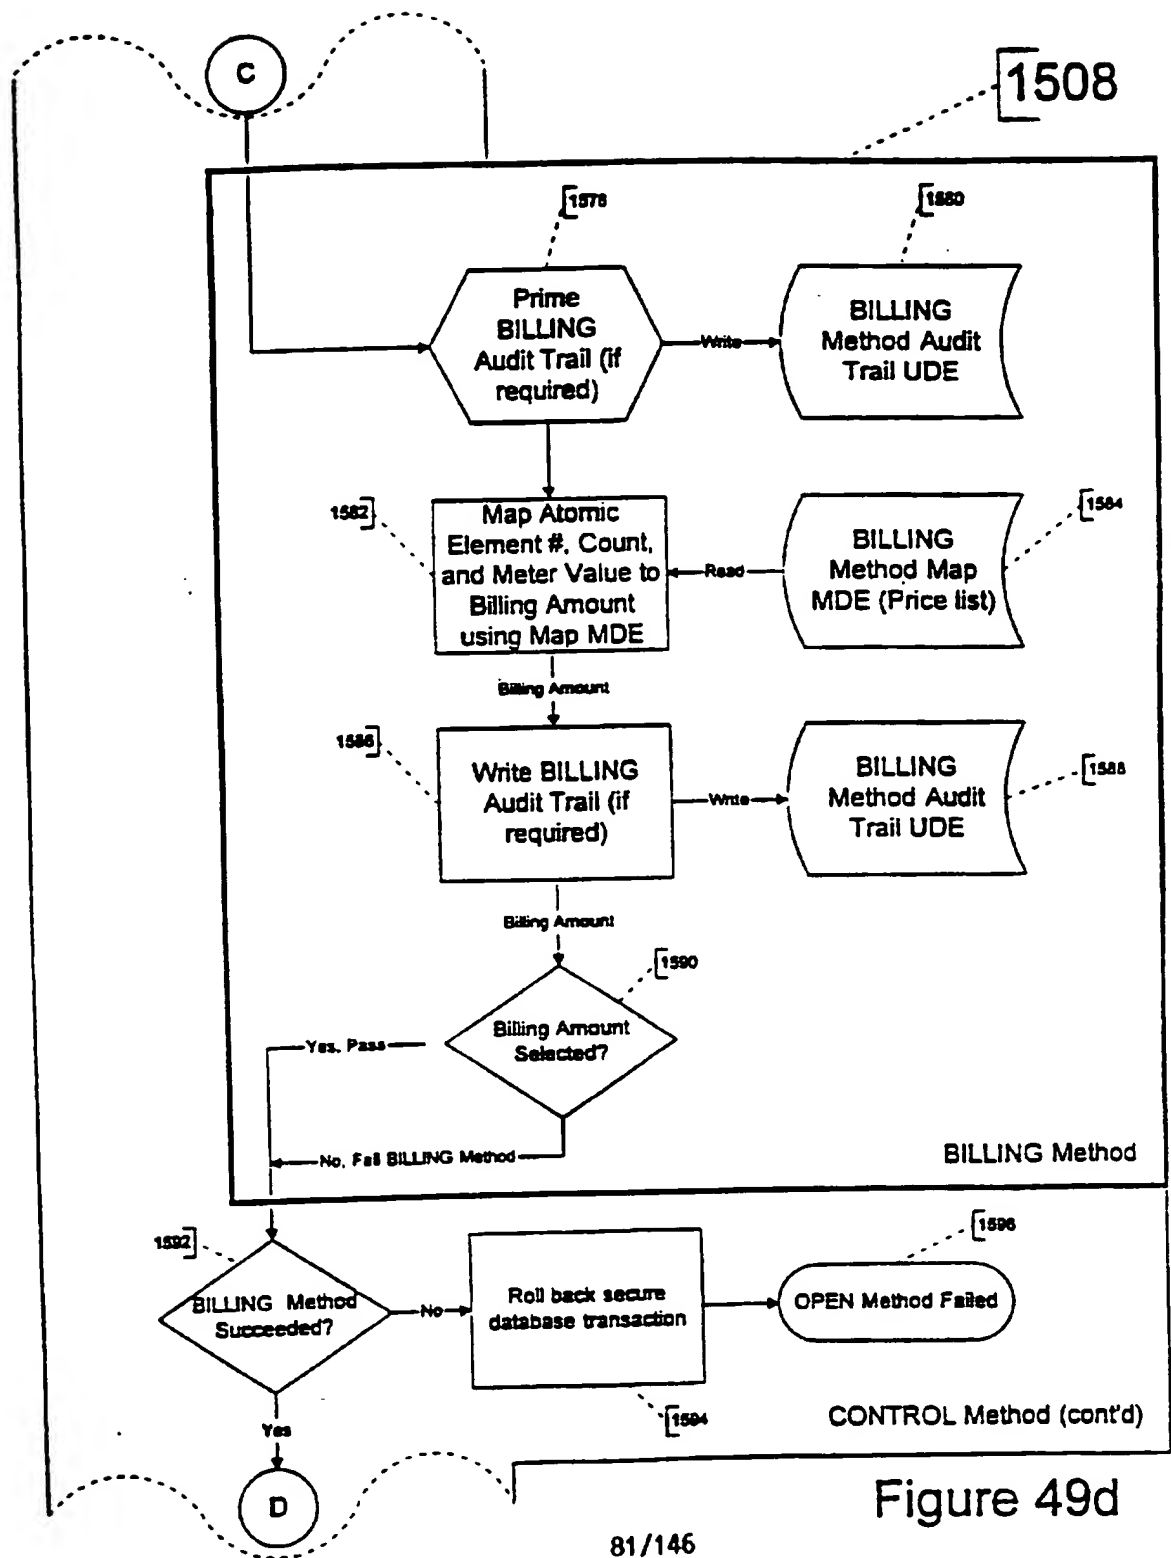 C
1508
1578
1580
Prime
BILLING
Audit Trail (if
required)
Write
BILLING
Method Audit
Trail UDE
1582
Map Atomic
Element #, Count,
and Meter Value to
Billing Amount
using Map MDE
Read
BILLING
Method Map
MDE (Price list)
1584
Billing Amount
1586
Write BILLING
Audit Trail (if
required)
Write
BILLING
Method Audit
Trail UDE
1588
Billing Amount
1590
Billing Amount
Selected?
Yes, Pass
No, Fail BILLING Method
BILLING Method
1592
BILLING Method
Succeeded?
No
Roll back secure
database transaction
1596
OPEN Method Failed
1594
Yes
CONTROL Method (cont'd)
D
Figure 49d
81/146